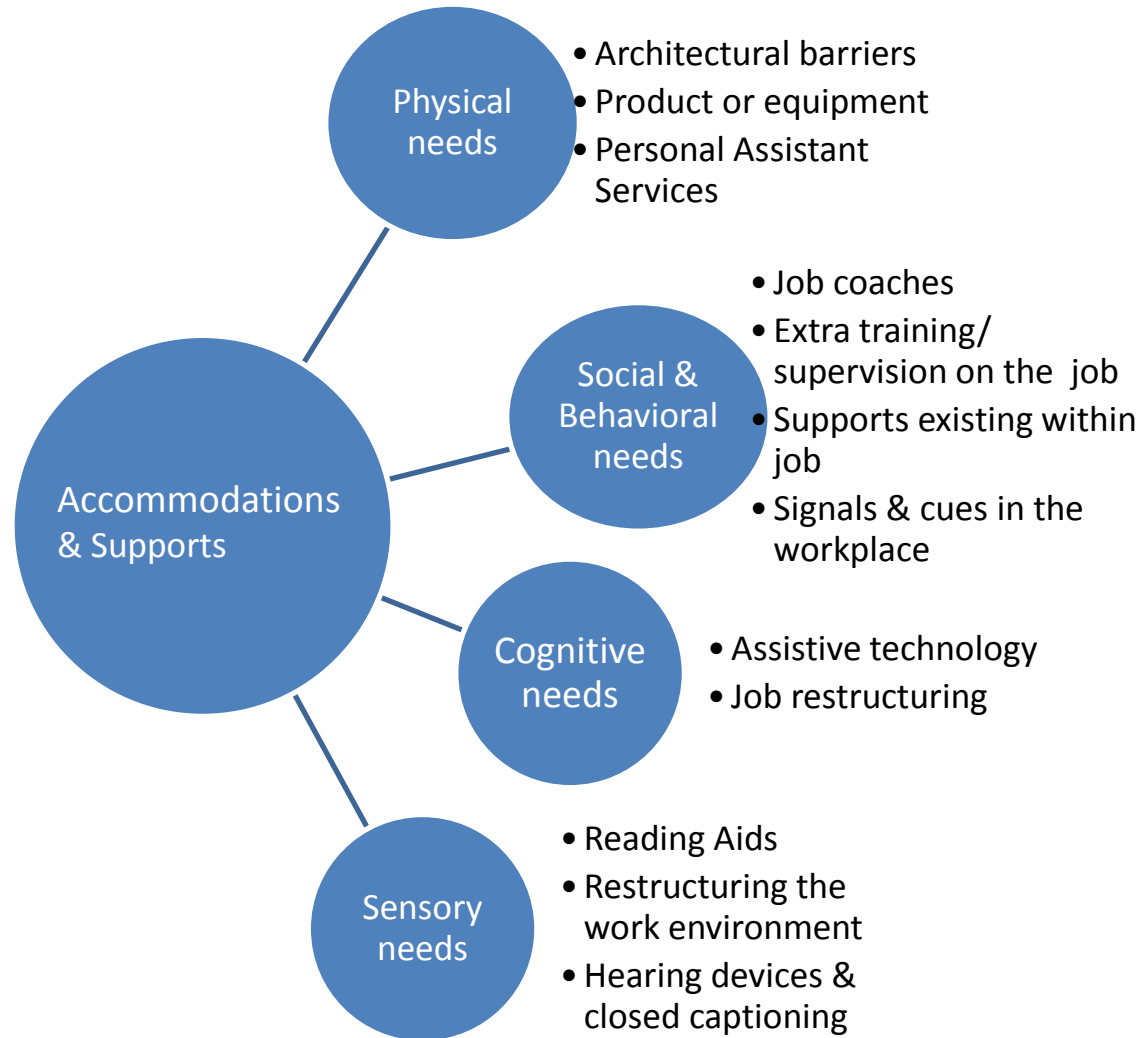 Physical
needs
• Architectural barriers
• Product or equipment
• Personal Assistant
Services
Social &
Behavioral
needs
• Job coaches
• Extra training/
supervision on the  job
• Supports existing within
job
• Signals & cues in the
workplace
Accommodations
& Supports
Cognitive
needs
• Assistive technology
• Job restructuring
Sensory
needs
• Reading Aids
• Restructuring the
work environment
• Hearing devices &
closed captioning